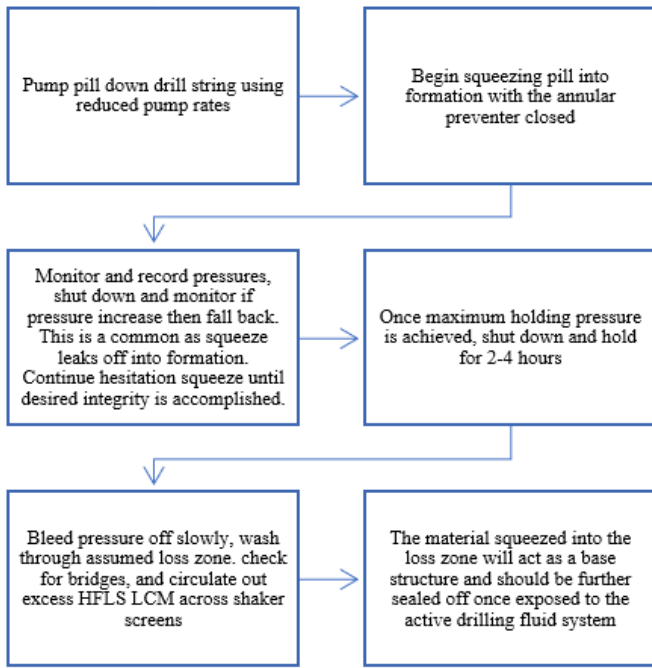 Pump pill down drill string using
reduced pump rates
Begin squeezing pill into
formation with the annular
preventer closed
Monitor and record pressures,
shut down and monitor if
pressure increase then fall back.
This is a common as squeeze
leaks off into formation.
Continue hesitation squeeze until
desired integrity is accomplished.
Once maximum holding pressure
is achieved, shut down and hold
for 2-4 hours
Bleed pressure off slowly, wash
through assumed loss zone. check
for bridges, and circulate out
excess HFLS LCM across shaker
screens
The material squeezed into the
loss zone will act as a base
structure and should be further
sealed off once exposed to the
active drilling fluid system